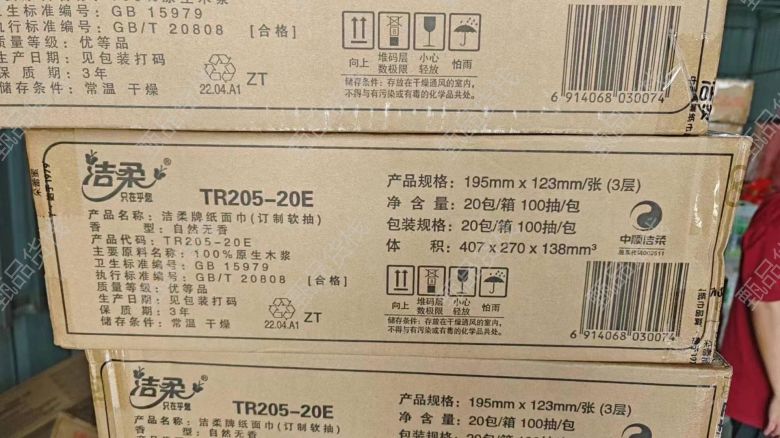 卫生标准编号: GB 15979
执行标准编号: GB/T 20808 [合格]
质量等级: 优等品
生产日期: 见包装打码
保质期: 3年
储存条件: 常温 干燥
22.04.A1
ZT
向上
堆码层数极限
小心轻放
怕雨
储存条件: 存放在干燥通风的室内,
不得与有污染或有毒的化学品共处。
6 914068 030074
洁柔®
只在乎您
TR205-20E
产品名称: 洁柔牌纸面巾(订制软抽)
香 型: 自然无香
产品代码: TR205-20E
主要原料名称: 100%原生木浆
卫生标准编号: GB 15979
执行标准编号: GB/T 20808 [合格]
质量等级: 优等品
生产日期: 见包装打码
保质期: 3年
储存条件: 常温 干燥
22.04.A1
ZT
产品规格: 195mm x 123mm/张 (3层)
净含量: 20包/箱 100抽/包
包装规格: 20包/箱 100抽/包
体 积: 407 x 270 x 138mm³
中顺洁柔
股东代码002511
向上
堆码层数极限
小心轻放
怕雨
储存条件: 存放在干燥通风的室内,
不得与有污染或有毒的化学品共处。
6 914068 030074
洁柔®
只在乎您
TR205-20E
产品名称: 洁柔牌纸面巾(订制软抽)
香 型: 自然无香
产品规格: 195mm x 123mm/张 (3层)
净含量: 20包/箱 100抽/包